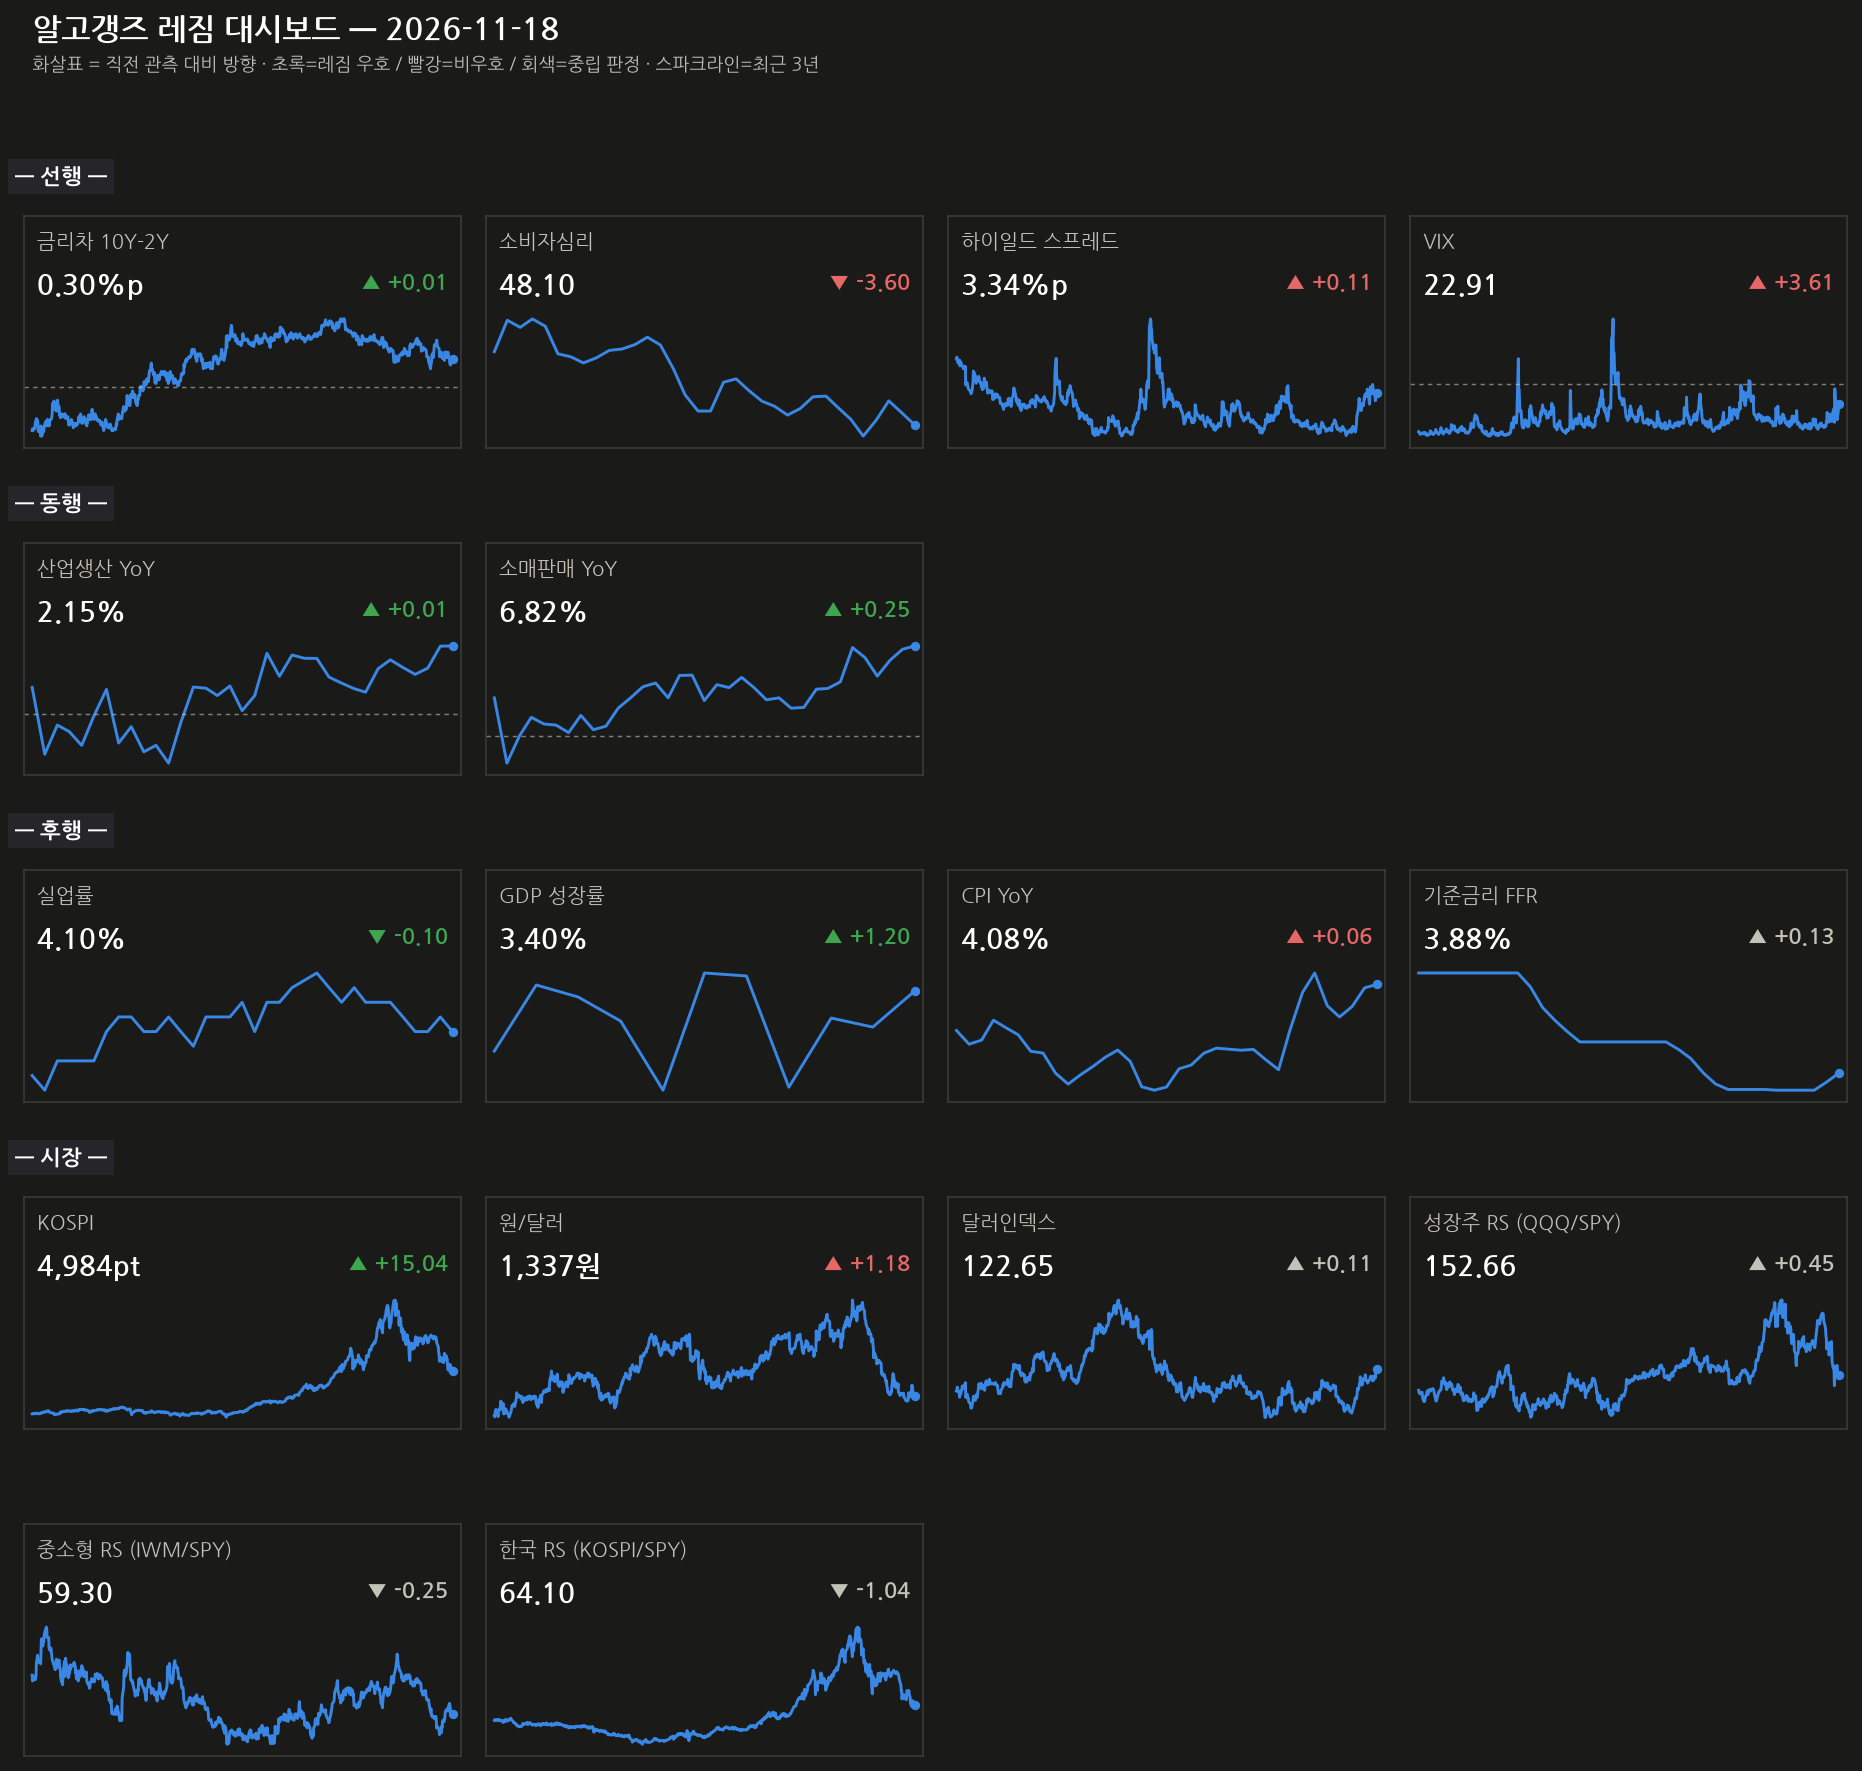 알고갱즈 레짐 대시보드 — 2026-11-18
화살표 = 직전 관측 대비 방향 · 초록=레짐 우호 / 빨강=비우호 / 회색=중립 판정 · 스파크라인=최근 3년
— 선행 —
금리차 10Y-2Y
0.30%p ▲ +0.01
소비자심리
48.10 ▼ -3.60
하이일드 스프레드
3.34%p ▲ +0.11
VIX
22.91 ▲ +3.61
— 동행 —
산업생산 YoY
2.15% ▲ +0.01
소매판매 YoY
6.82% ▲ +0.25
— 후행 —
실업률
4.10% ▼ -0.10
GDP 성장률
3.40% ▲ +1.20
CPI YoY
4.08% ▲ +0.06
기준금리 FFR
3.88% ▲ +0.13
— 시장 —
KOSPI
4,984pt ▲ +15.04
원/달러
1,337원 ▲ +1.18
달러인덱스
122.65 ▲ +0.11
성장주 RS (QQQ/SPY)
152.66 ▲ +0.45
중소형 RS (IWM/SPY)
59.30 ▼ -0.25
한국 RS (KOSPI/SPY)
64.10 ▼ -1.04